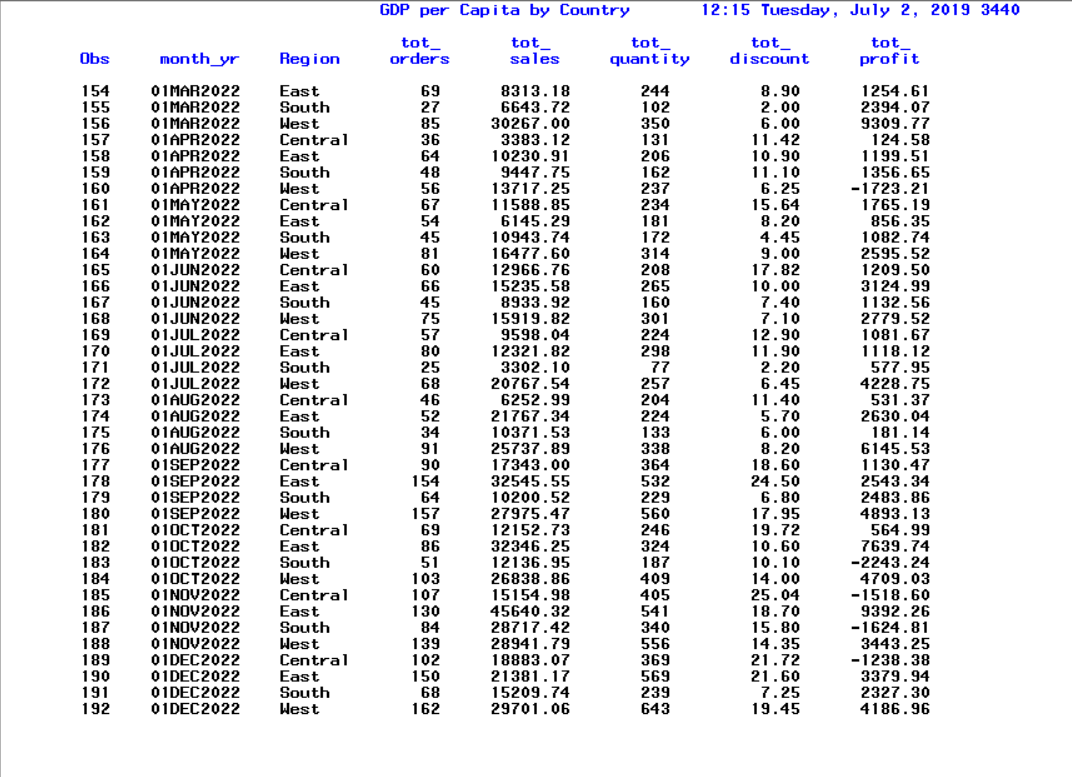 GDP per Capita by Country 12:15 Tuesday, July 2, 2019 3440
tot_ tot_ tot_ tot_ tot_
Obs month_yr Region orders sales quantity discount profit
154 01MAR2022 East 69 8313.18 244 8.90 1254.61
155 01MAR2022 South 27 6643.72 102 2.00 2394.07
156 01MAR2022 West 85 30267.00 350 6.00 9309.77
157 01APR2022 Central 36 3383.12 131 11.42 124.58
158 01APR2022 East 64 10230.91 206 10.90 1199.51
159 01APR2022 South 48 9447.75 162 11.10 1356.65
160 01APR2022 West 56 13717.25 237 6.25 -1723.21
161 01MAY2022 Central 67 11588.85 234 15.64 1765.19
162 01MAY2022 East 54 6145.29 181 8.20 856.35
163 01MAY2022 South 45 10943.74 172 4.45 1082.74
164 01MAY2022 West 81 16477.60 314 9.00 2595.52
165 01JUN2022 Central 60 12966.76 208 17.82 1209.50
166 01JUN2022 East 66 15235.58 265 10.00 3124.99
167 01JUN2022 South 45 8933.92 160 7.40 1132.56
168 01JUN2022 West 75 15919.82 301 7.10 2779.52
169 01JUL2022 Central 57 9598.04 224 12.90 1081.67
170 01JUL2022 East 80 12321.82 298 11.90 1118.12
171 01JUL2022 South 25 3302.10 77 2.20 577.95
172 01JUL2022 West 68 20767.54 257 6.45 4228.75
173 01AUG2022 Central 46 6252.99 204 11.40 531.37
174 01AUG2022 East 52 21767.34 224 5.70 2630.04
175 01AUG2022 South 34 10371.53 133 6.00 181.14
176 01AUG2022 West 91 25737.89 338 8.20 6145.53
177 01SEP2022 Central 90 17343.00 364 18.60 1130.47
178 01SEP2022 East 154 32545.55 532 24.50 2543.34
179 01SEP2022 South 64 10200.52 229 6.80 2483.86
180 01SEP2022 West 157 27975.47 560 17.95 4893.13
181 01OCT2022 Central 69 12152.73 246 19.72 564.99
182 01OCT2022 East 86 32346.25 324 10.60 7639.74
183 01OCT2022 South 51 12136.95 187 10.10 -2243.24
184 01OCT2022 West 103 26838.86 409 14.00 4709.03
185 01NOV2022 Central 107 15154.98 405 25.04 -1518.60
186 01NOV2022 East 130 45640.32 541 18.70 9392.26
187 01NOV2022 South 84 28717.42 340 15.80 -1624.81
188 01NOV2022 West 139 28941.79 556 14.35 3443.25
189 01DEC2022 Central 102 18883.07 369 21.72 -1238.38
190 01DEC2022 East 150 21381.17 569 21.60 3379.94
191 01DEC2022 South 68 15209.74 239 7.25 2327.30
192 01DEC2022 West 162 29701.06 643 19.45 4186.96